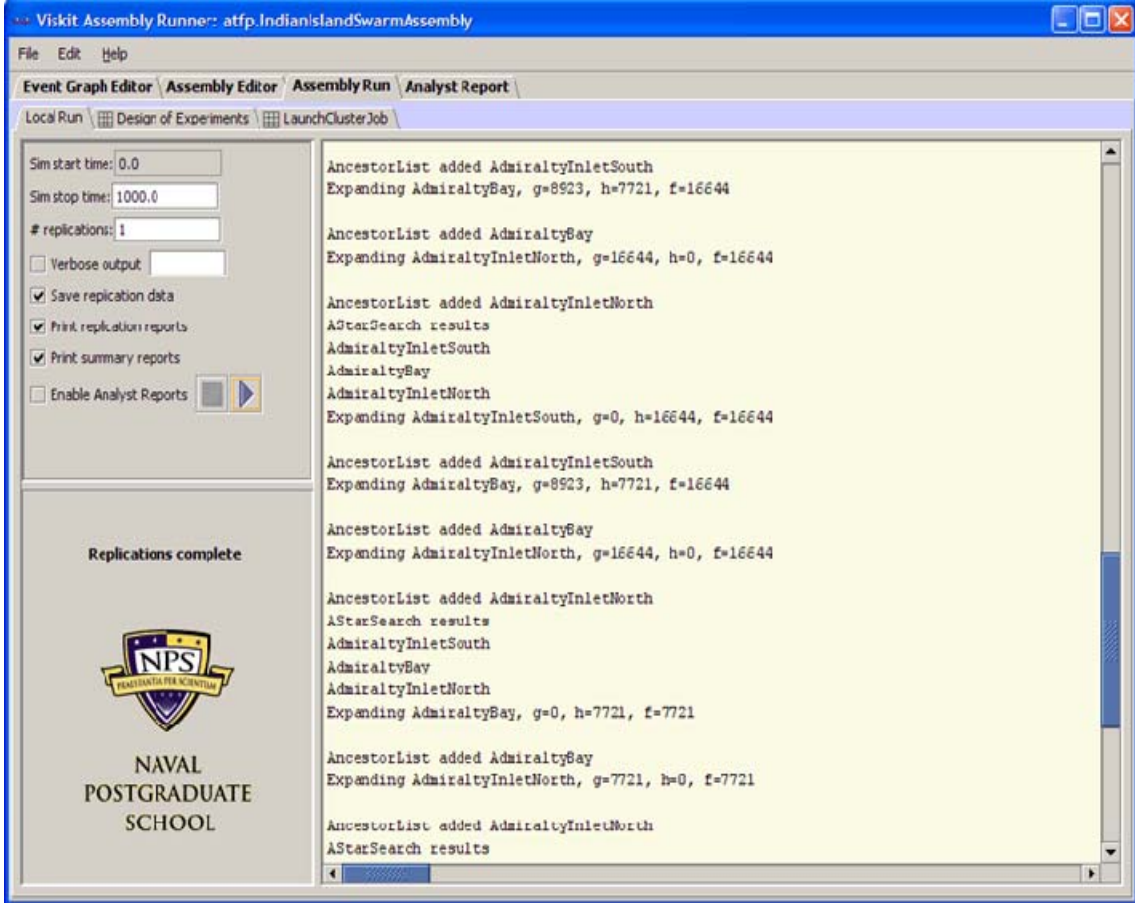 Viskit Assembly Runner: atfp.IndianIslandSwarmAssembly
File Edit Help
Event Graph Editor Assembly Editor Assembly Run Analyst Report
Local Run Design of Experiments LaunchClusterJob
Sim start time: 0.0
Sim stop time: 1000.0
# replications: 1
Verbose output
Save replication data
Print replication reports
Print summary reports
Enable Analyst Reports
Replications complete
NPS
PRAESTANTIA PER SCIENTIAM
NAVAL
POSTGRADUATE
SCHOOL
AncestorList added AdmiraltyInletSouth
Expanding AdmiraltyBay, g=8923, h=7721, f=16644
AncestorList added AdmiraltyBay
Expanding AdmiraltyInletNorth, g=16644, h=0, f=16644
AncestorList added AdmiraltyInletNorth
AStarSearch results
AdmiraltyInletSouth
AdmiraltyBay
AdmiraltyInletNorth
Expanding AdmiraltyInletSouth, g=0, h=16644, f=16644
AncestorList added AdmiraltyInletSouth
Expanding AdmiraltyBay, g=8923, h=7721, f=16644
AncestorList added AdmiraltyBay
Expanding AdmiraltyInletNorth, g=16644, h=0, f=16644
AncestorList added AdmiraltyInletNorth
AStarSearch results
AdmiraltyInletSouth
AdmiraltyBay
AdmiraltyInletNorth
Expanding AdmiraltyBay, g=0, h=7721, f=7721
AncestorList added AdmiraltyBay
Expanding AdmiraltyInletNorth, g=7721, h=0, f=7721
AncestorList added AdmiraltyInletNorth
AStarSearch results